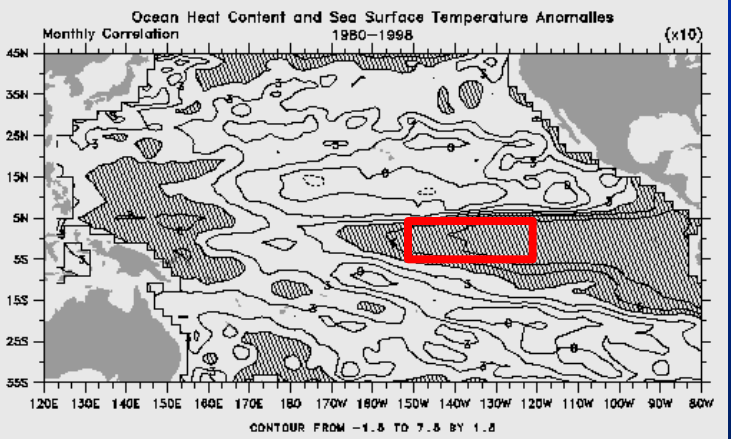 Ocean Heat Content and Sea Surface Temperature Anomalies
Monthly Correlation 1980–1998 (x10)
45N
35N
25N
15N
5N
5S
15S
25S
35S
120E 130E 140E 150E 160E 170E 180 170W 160W 150W 140W 130W 120W 110W 100W 90W 80W
CONTOUR FROM -1.5 TO 7.5 BY 1.5